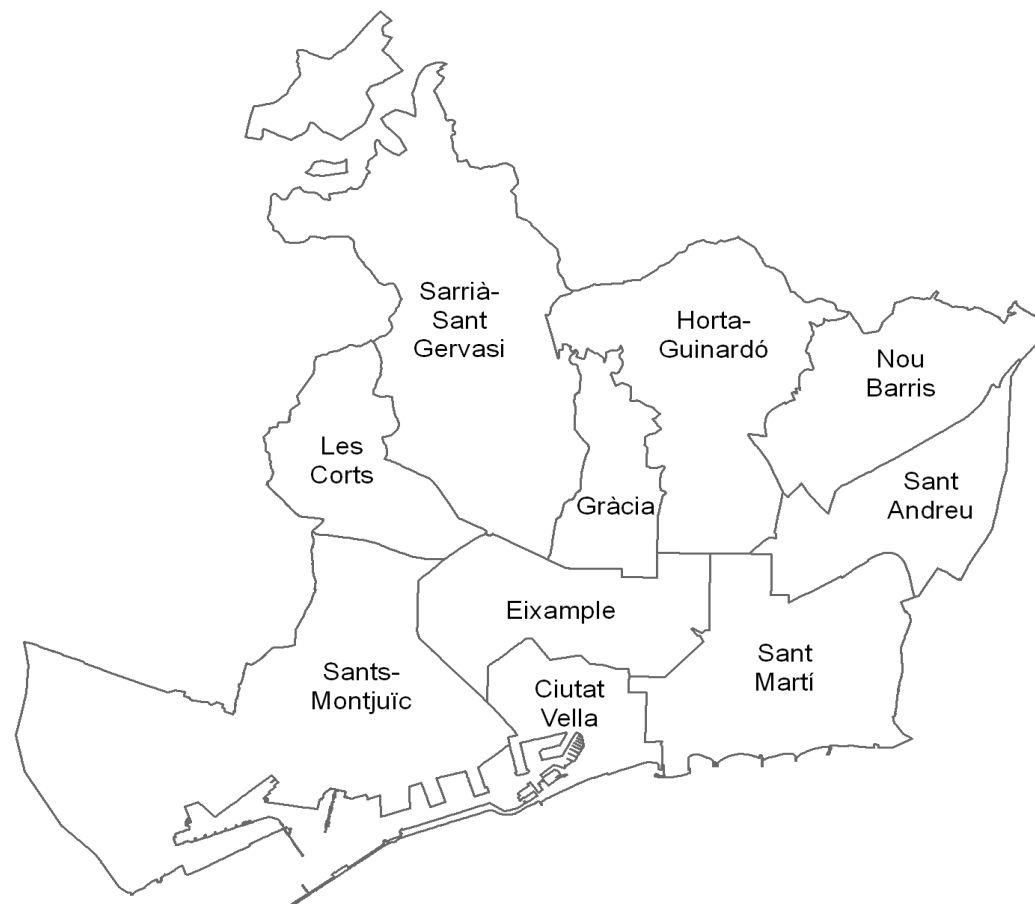 Sarrià-
Sant
Gervasi
Horta-
Guinardó
Nou
Barris
Les
Corts
Gràcia
Sant
Andreu
Eixample
Sants-
Montjuïc
Ciutat
Vella
Sant
Martí